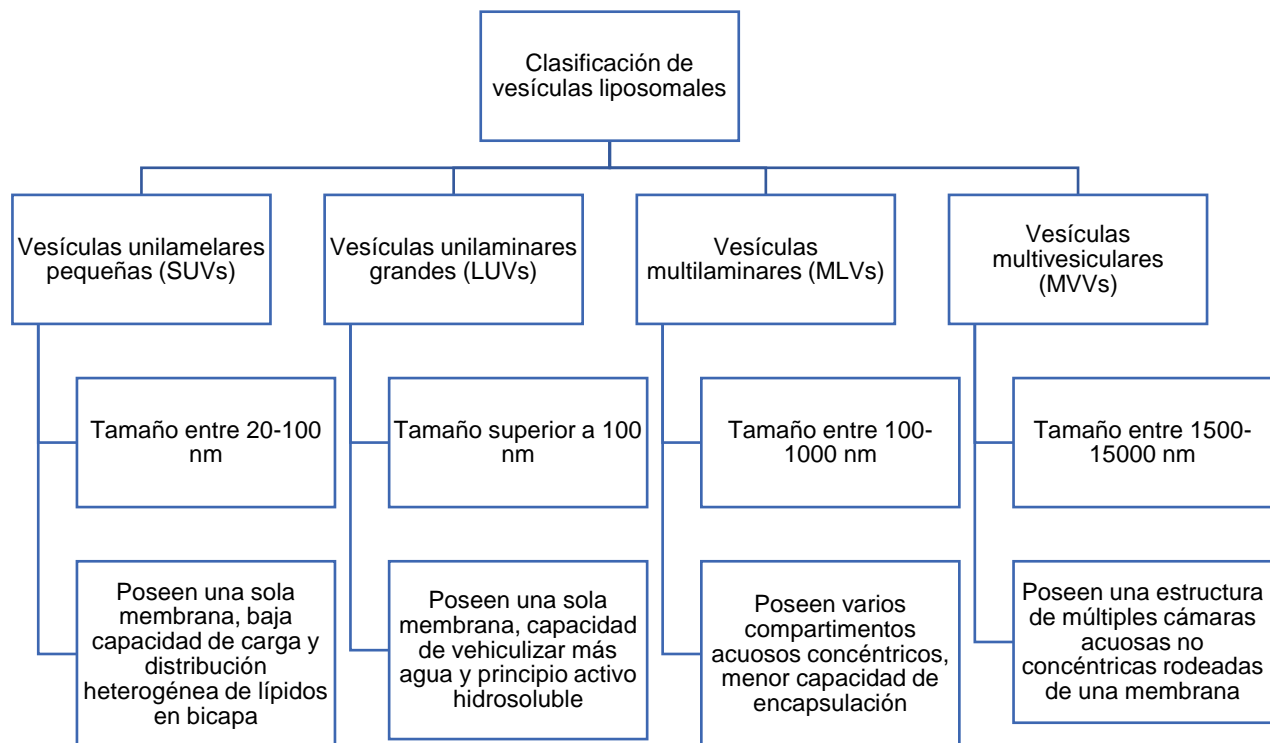 Clasificación de
vesículas liposomales
Vesículas unilamelares
pequeñas (SUVs)
Vesículas unilaminares
grandes (LUVs)
Vesículas
multilaminares (MLVs)
Vesículas
multivesiculares
(MVVs)
Tamaño entre 20-100
nm
Tamaño superior a 100
nm
Tamaño entre 100-
1000 nm
Tamaño entre 1500-
15000 nm
Poseen una sola
membrana, baja
capacidad de carga y
distribución
heterogénea de lípidos
en bicapa
Poseen una sola
membrana, capacidad
de vehiculizar más
agua y principio activo
hidrosoluble
Poseen varios
compartimentos
acuosos concéntricos,
menor capacidad de
encapsulación
Poseen una estructura
de múltiples cámaras
acuosas no
concéntricas rodeadas
de una membrana